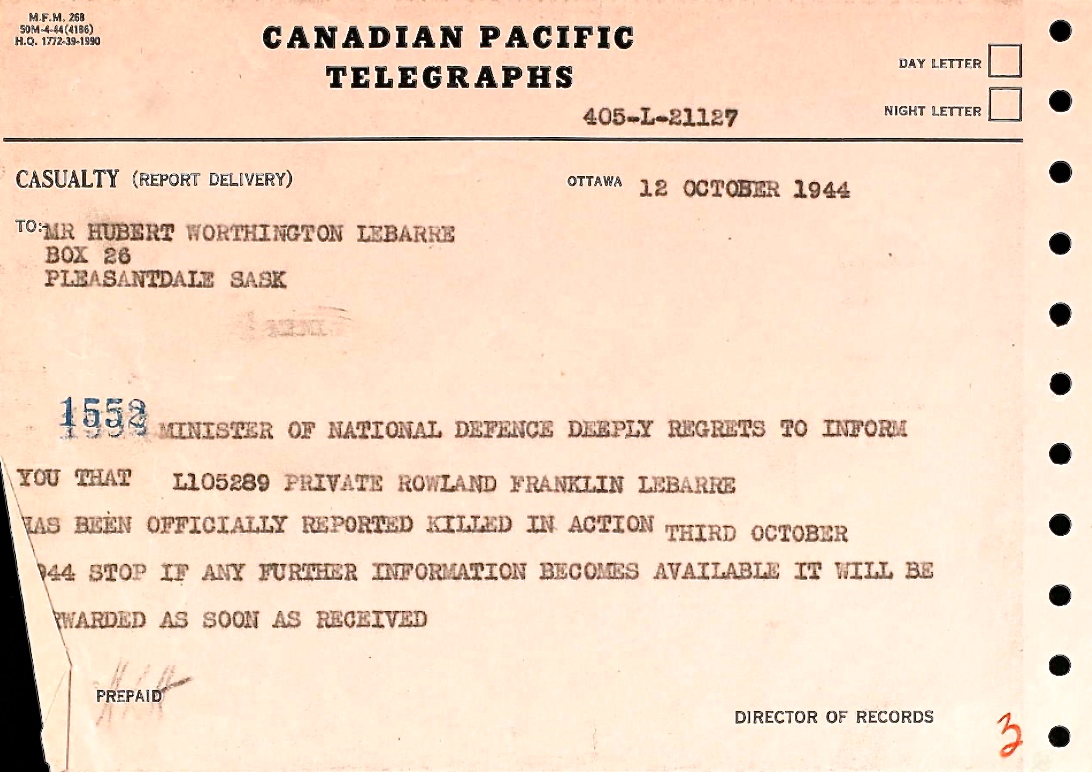 M.F.M. 268
50M-4-44(4186)
H.Q. 1772-39-1990
CANADIAN PACIFIC
TELEGRAPHS
DAY LETTER
NIGHT LETTER
405-L-21127
CASUALTY (REPORT DELIVERY)
OTTAWA 12 OCTOBER 1944
TO: MR HUBERT WORTHINGTON LEBARRE
BOX 26
PLEASANTDALE SASK
1552 MINISTER OF NATIONAL DEFENCE DEEPLY REGRETS TO INFORM
YOU THAT L105289 PRIVATE ROWLAND FRANKLIN LEBARRE
HAS BEEN OFFICIALLY REPORTED KILLED IN ACTION THIRD OCTOBER
944 STOP IF ANY FURTHER INFORMATION BECOMES AVAILABLE IT WILL BE
RWARDED AS SOON AS RECEIVED
PREPAID
DIRECTOR OF RECORDS
3